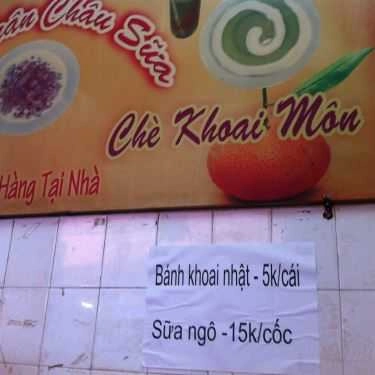 Chân Châu Sữa
Chè Khoai Môn
Hàng Tại Nhà
Bánh khoai nhật - 5k/cái
Sữa ngô -15k/cốc